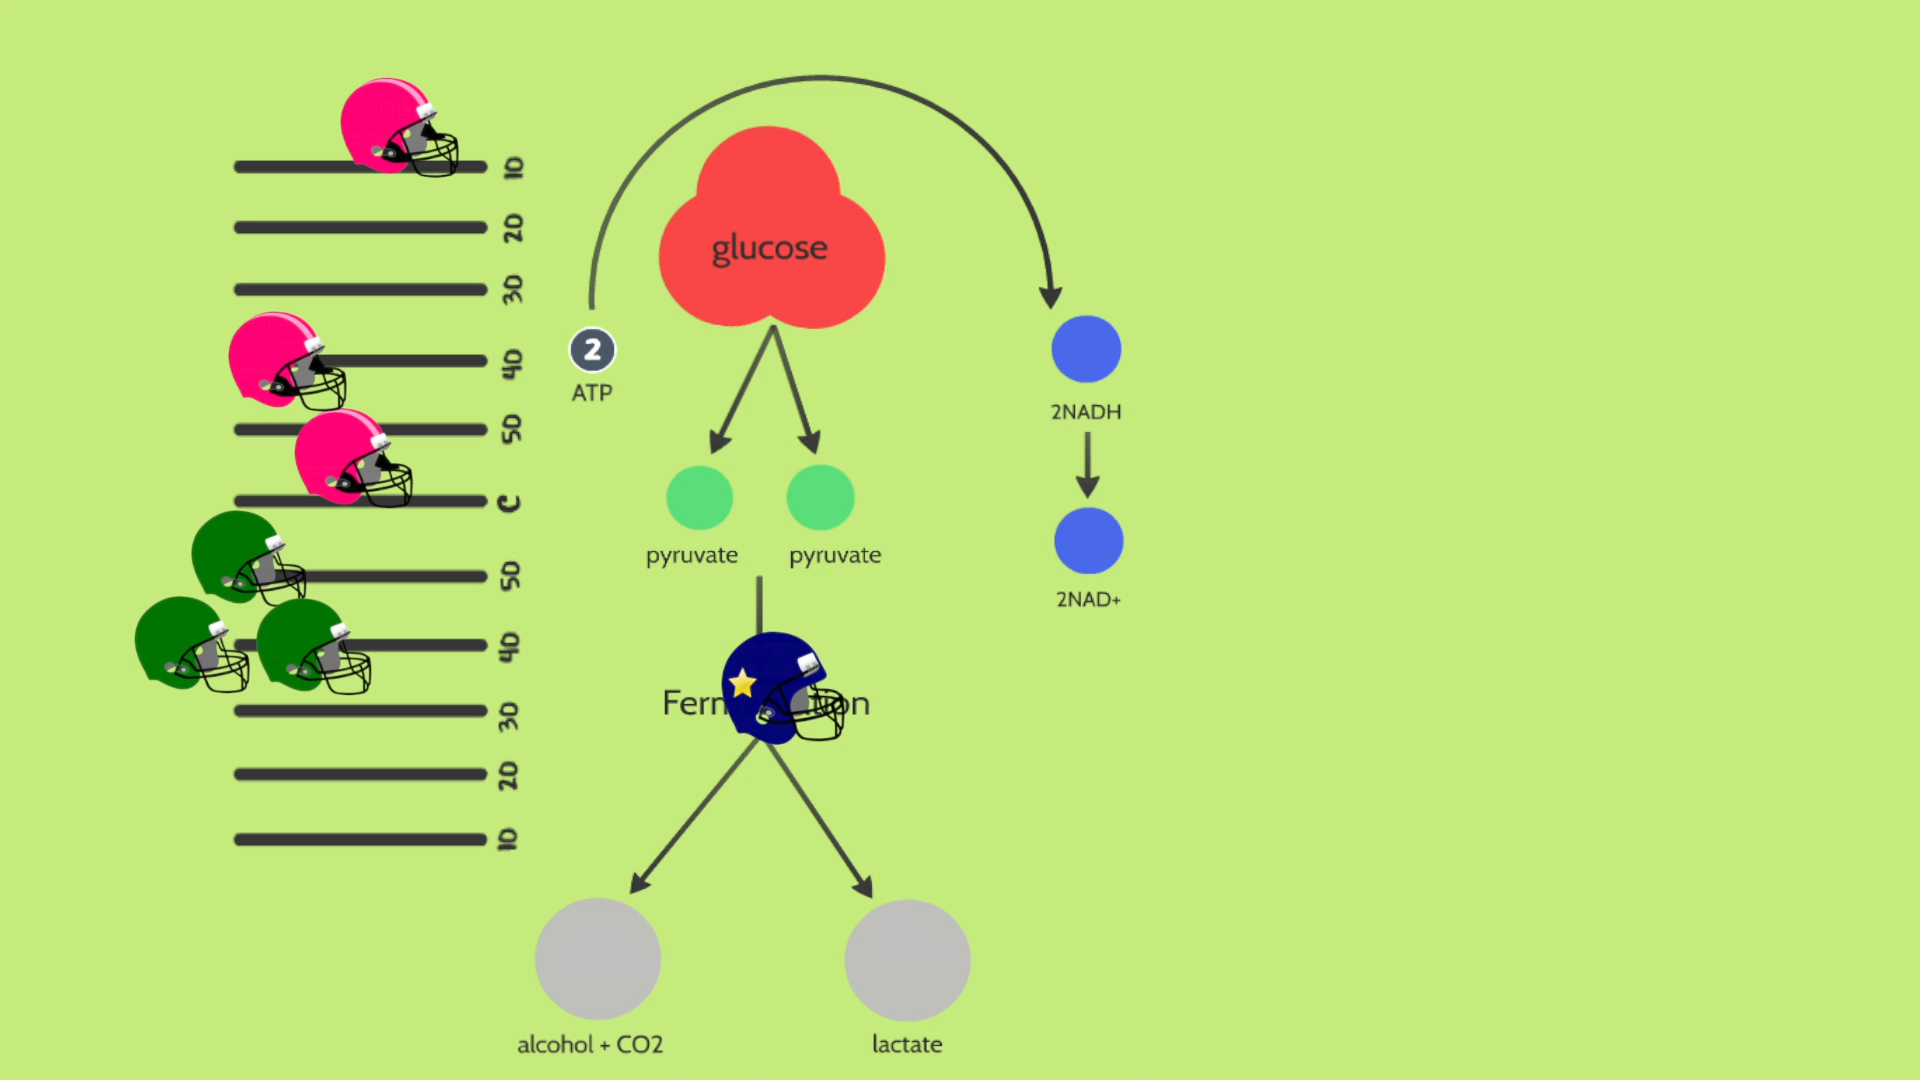 10
20
30
40
50
C
50
40
30
20
10
glucose
2
ATP
2NADH
pyruvate pyruvate
2NAD+
alcohol + CO2
lactate